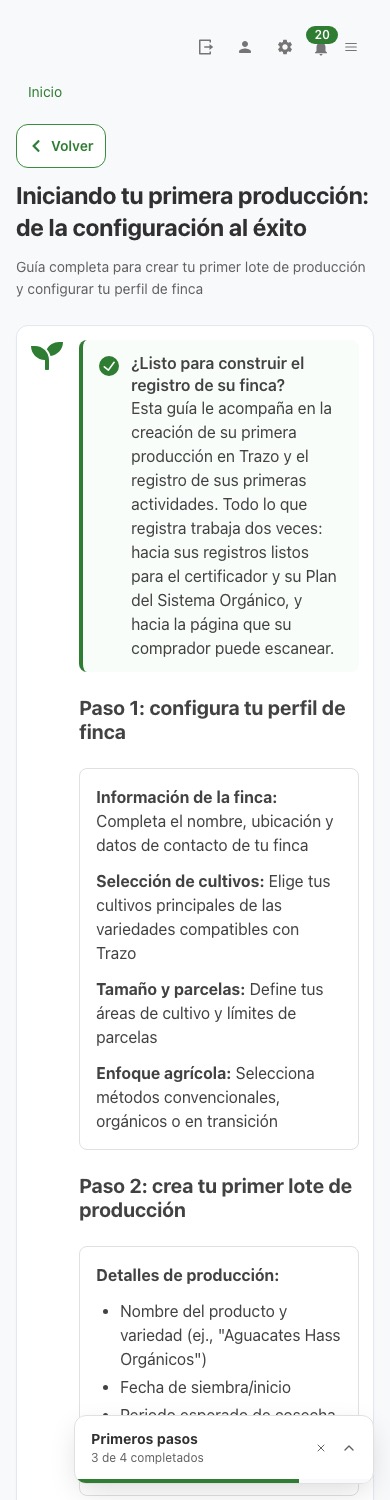 20
Inicio
Volver
Iniciando tu primera producción:
de la configuración al éxito
Guía completa para crear tu primer lote de producción
y configurar tu perfil de finca
¿Listo para construir el
registro de su finca?
Esta guía le acompaña en la
creación de su primera
producción en Trazo y el
registro de sus primeras
actividades. Todo lo que
registra trabaja dos veces:
hacia sus registros listos
para el certificador y su Plan
del Sistema Orgánico, y
hacia la página que su
comprador puede escanear.
Paso 1: configura tu perfil de
finca
Información de la finca:
Completa el nombre, ubicación y
datos de contacto de tu finca
Selección de cultivos: Elige tus
cultivos principales de las
variedades compatibles con
Trazo
Tamaño y parcelas: Define tus
áreas de cultivo y límites de
parcelas
Enfoque agrícola: Selecciona
métodos convencionales,
orgánicos o en transición
Paso 2: crea tu primer lote de
producción
Detalles de producción:
• Nombre del producto y
variedad (ej., "Aguacates Hass
Orgánicos")
• Fecha de siembra/inicio
• Periodo esperado de cosecha
Primeros pasos
3 de 4 completados